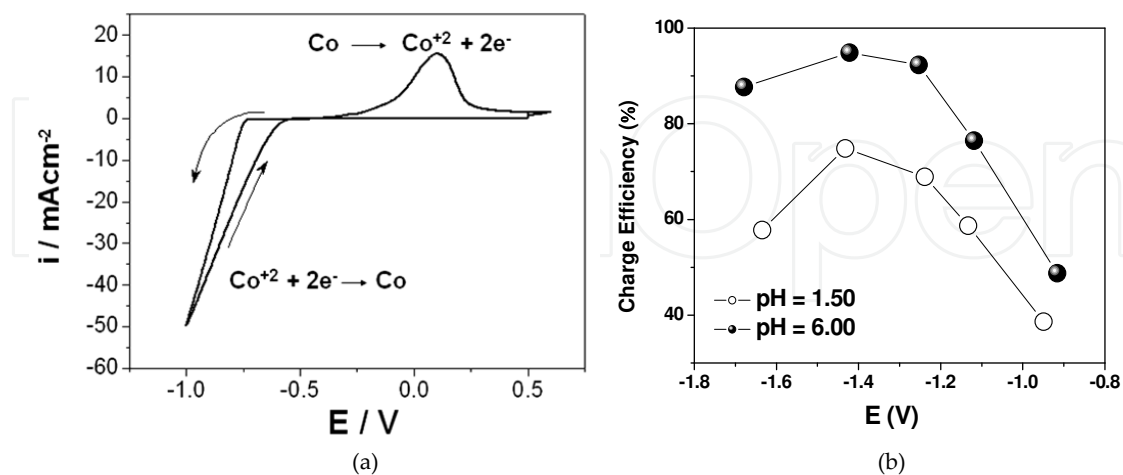 Co → Co+2 + 2e-
Co+2 + 2e- → Co
i / mAcm-2
20
10
0
-10
-20
-30
-40
-50
-60
-1.0
-0.5
0.0
0.5
E / V
(a)
Open
Charge Efficiency (%)
100
80
60
40
pH = 1.50
pH = 6.00
-1.8
-1.6
-1.4
-1.2
-1.0
-0.8
E (V)
(b)